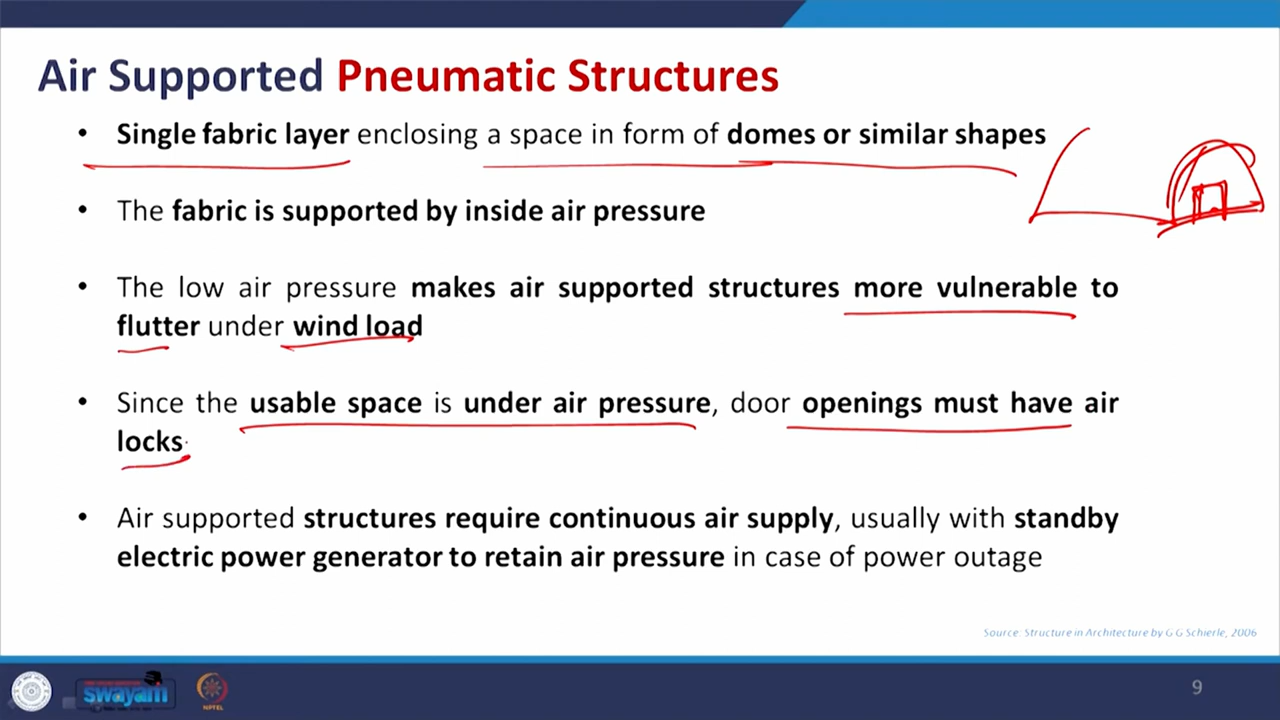 Air Supported Pneumatic Structures
• Single fabric layer enclosing a space in form of domes or similar shapes
• The fabric is supported by inside air pressure
• The low air pressure makes air supported structures more vulnerable to
flutter under wind load
• Since the usable space is under air pressure, door openings must have air
locks
• Air supported structures require continuous air supply, usually with standby
electric power generator to retain air pressure in case of power outage
Source: Structure in Architecture by G G Schierle, 2006
swayam
NPTEL
9